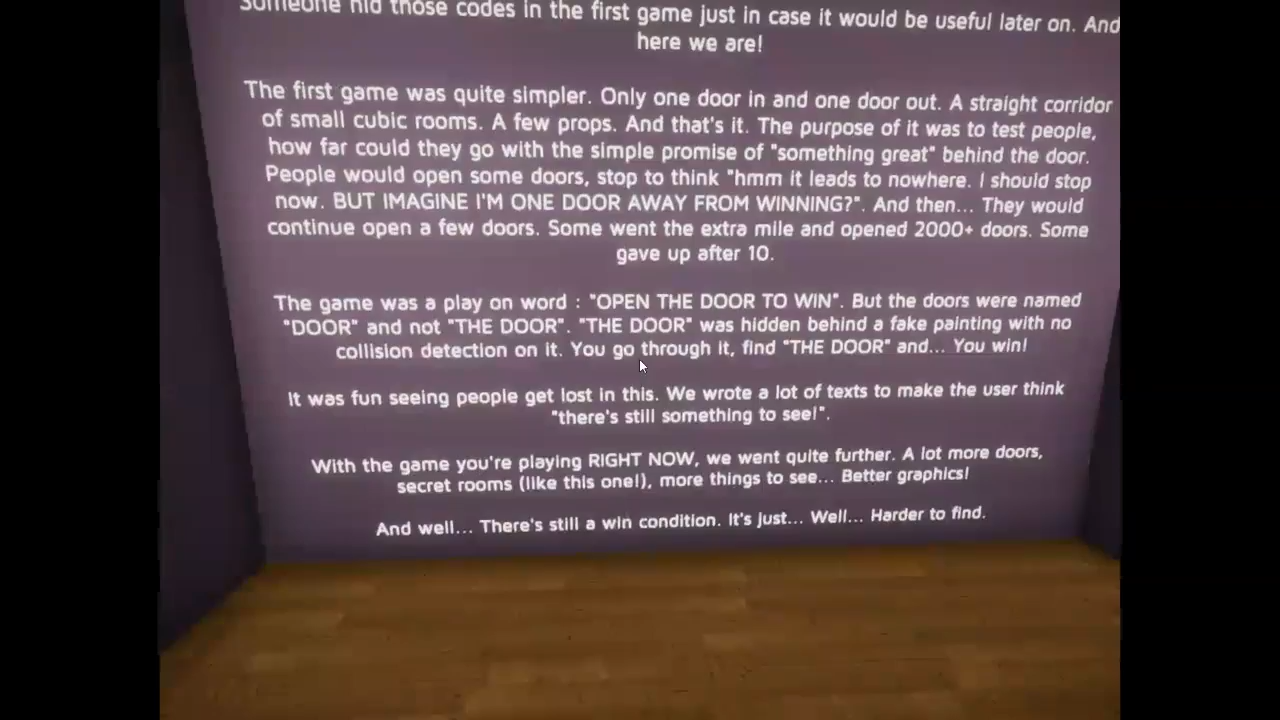 Someone hid those codes in the first game just in case it would be useful later on. And
here we are!
The first game was quite simpler. Only one door in and one door out. A straight corridor
of small cubic rooms. A few props. And that's it. The purpose of it was to test people,
how far could they go with the simple promise of "something great" behind the door.
People would open some doors, stop to think "hmm it leads to nowhere. I should stop
now. BUT IMAGINE I'M ONE DOOR AWAY FROM WINNING?". And then... They would
continue open a few doors. Some went the extra mile and opened 2000+ doors. Some
gave up after 10.
The game was a play on word : "OPEN THE DOOR TO WIN". But the doors were named
"DOOR" and not "THE DOOR". "THE DOOR" was hidden behind a fake painting with no
collision detection on it. You go through it, find "THE DOOR" and... You win!
It was fun seeing people get lost in this. We wrote a lot of texts to make the user think
"there's still something to see!".
With the game you're playing RIGHT NOW, we went quite further. A lot more doors,
secret rooms (like this one!), more things to see... Better graphics!
And well... There's still a win condition. It's just... Well... Harder to find.